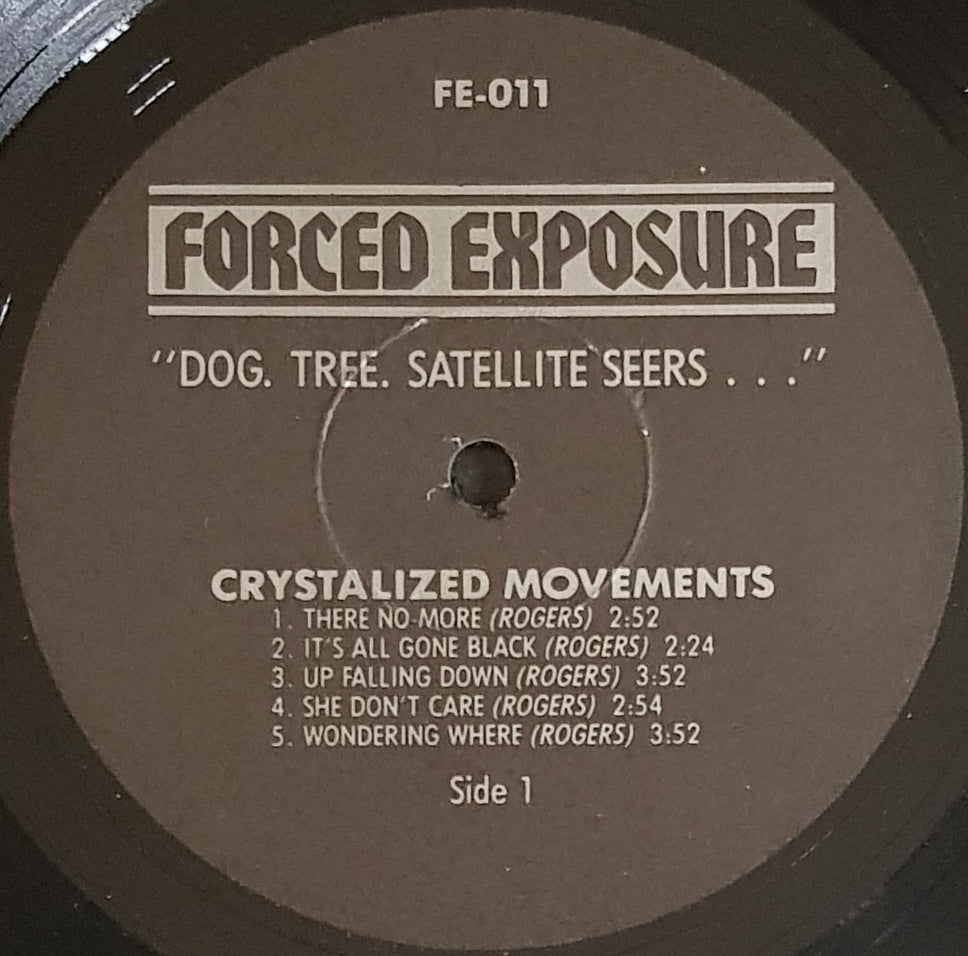 FE-011
FORCED EXPOSURE
"DOG. TREE. SATELLITE SEERS . . ."
CRYSTALIZED MOVEMENTS
1. THERE NO-MORE (ROGERS) 2:52
2. IT'S ALL GONE BLACK (ROGERS) 2:24
3. UP FALLING DOWN (ROGERS) 3:52
4. SHE DON'T CARE (ROGERS) 2:54
5. WONDERING WHERE (ROGERS) 3:52
Side 1